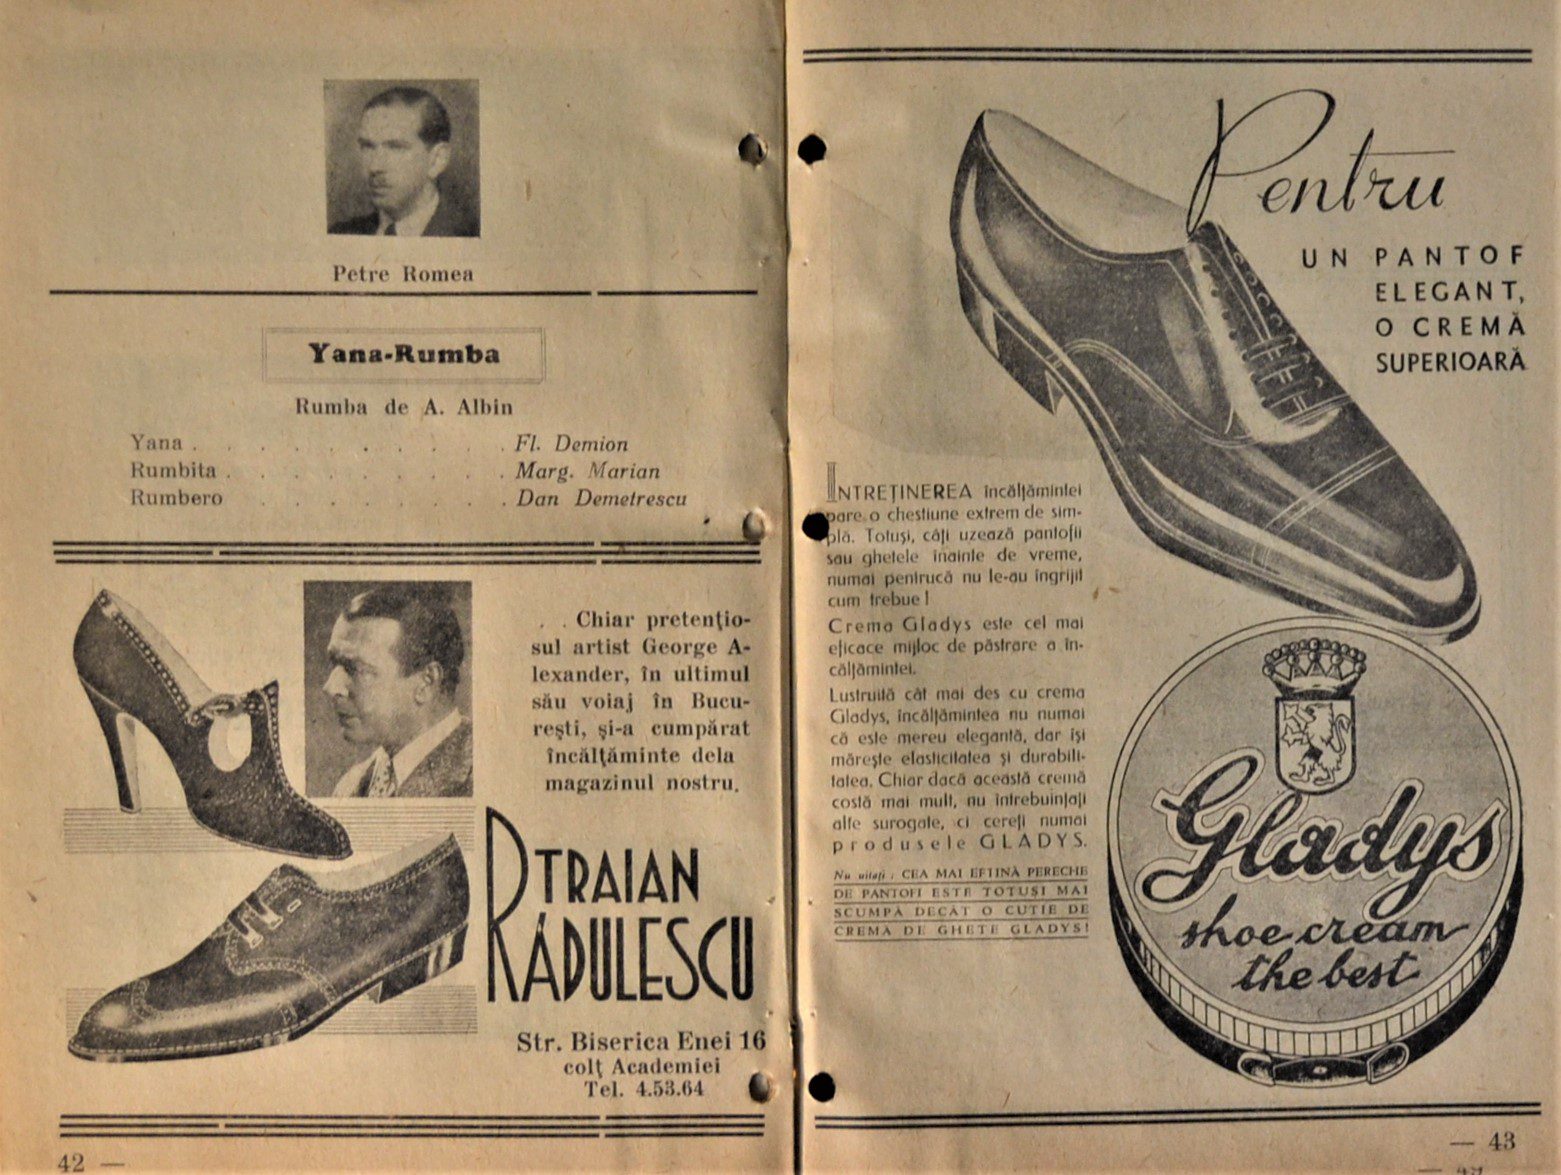 Petre Romea
Yana-Rumba
Rumba de A. Albin
Yana . . . . . . . . . . Fl. Demion
Rumbita . . . . . . . . . Marg. Marian
Rumbero . . . . . . . . Dan Demetrescu
. . Chiar pretenţio-
sul artist George A-
lexander, în ultimul
său voiaj în Bucu-
reşti, şi-a cumpărat
încălţăminte dela
magazinul nostru.
TRAIAN
RĂDULESCU
Str. Biserica Enei 16
colţ Academiei
Tel. 4.53.64
42 —
Pentru
UN PANTOF
ELEGANT,
O CREMĂ
SUPERIOARĂ
ÎNTREŢINEREA încălţămintei
pare o chestiune extrem de sim-
plă. Totuşi, câţi uzează pantofii
sau ghetele înainte de vreme,
numai pentrucă nu le-au îngrijit
cum trebue!
Crema Gladys este cel mai
eficace mijloc de păstrare a în-
călţămintei.
Lustruită cât mai des cu crema
Gladys, încălţămintea nu numai
că este mereu elegantă, dar îşi
măreşte elasticitatea şi durabili-
tatea. Chiar dacă această cremă
costă mai mult, nu întrebuinţaţi
alte surogate, ci cereţi numai
produsele GLADYS.
Nu uitaţi: CEA MAI EFTINĂ PERECHE
DE PANTOFI ESTE TOTUŞI MAI
SCUMPĂ DECÂT O CUTIE DE
CREMA DE GHETE GLADYS!
Gladys
shoe cream
the best
— 43